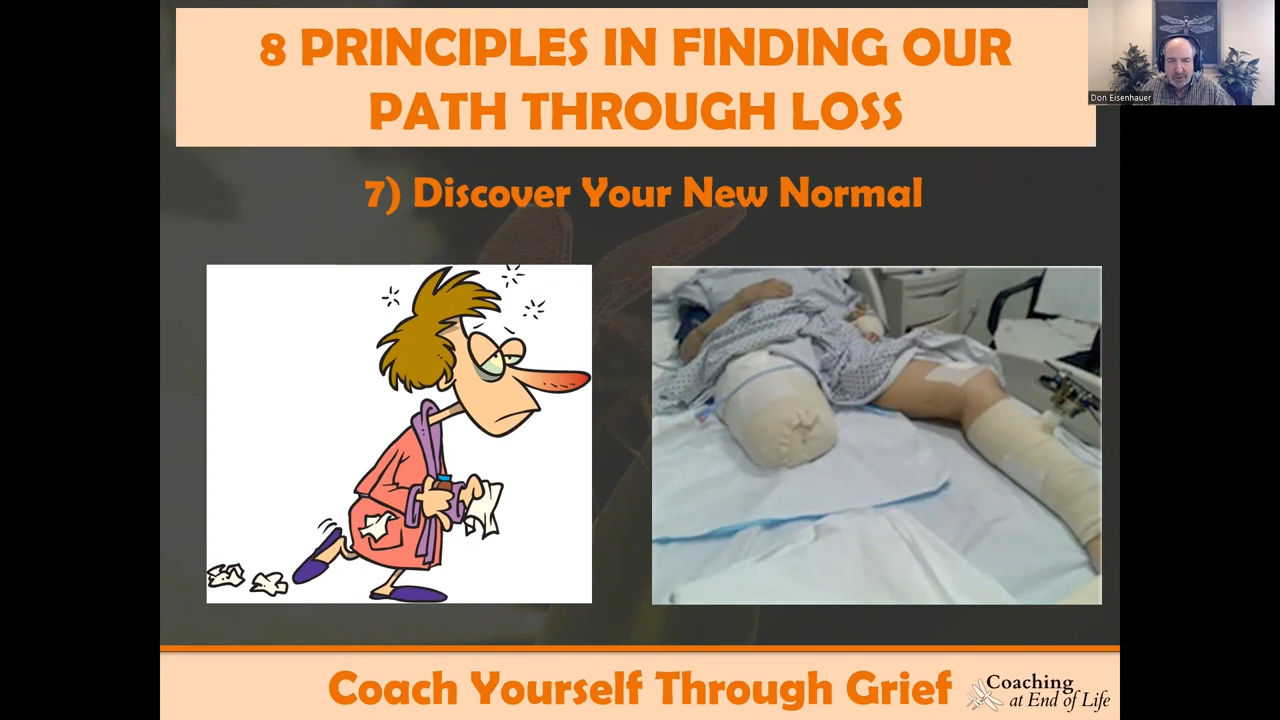 8 PRINCIPLES IN FINDING OUR
PATH THROUGH LOSS
Don Eisenhauer
7) Discover Your New Normal
Coach Yourself Through Grief
Coaching
at End of Life